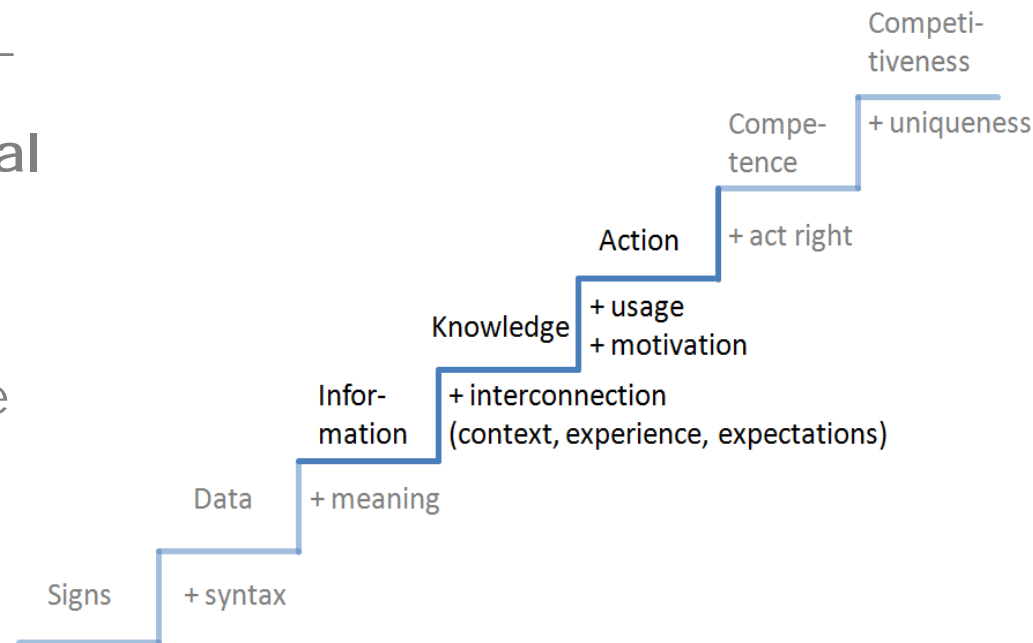 Competi-
tiveness
+ uniqueness
al
Compe-
tence
+ act right
Action
+ usage
+ motivation
Knowledge
e
Infor-
mation
+ interconnection
(context, experience, expectations)
Data
+ meaning
Signs
+ syntax